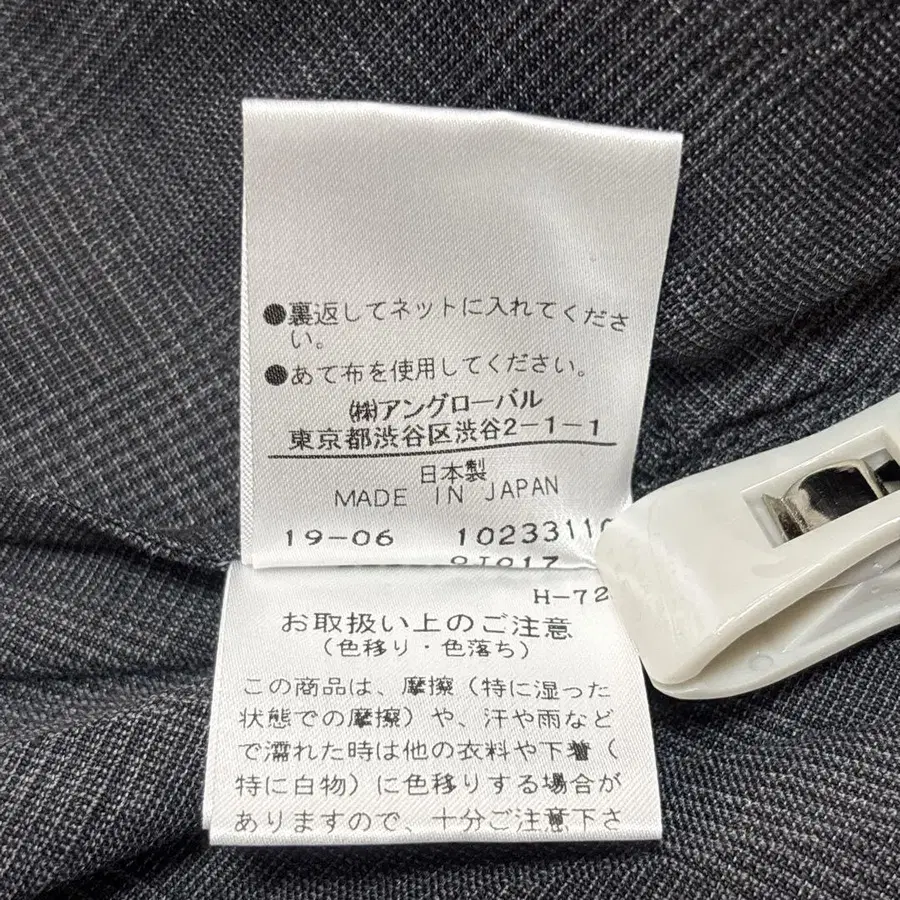 ●裏返してネットに入れてくださ
い。
●あて布を使用してください。
㈱アングローバル
東京都渋谷区渋谷2-1-1
日本製
MADE IN JAPAN
19-06 10233110
H-72
お取扱い上のご注意
(色移り・色落ち)
この商品は、摩擦(特に湿った
状態での摩擦)や、汗や雨など
で濡れた時は他の衣料や下着(
特に白物)に色移りする場合が
ありますので、十分ご注意下さ